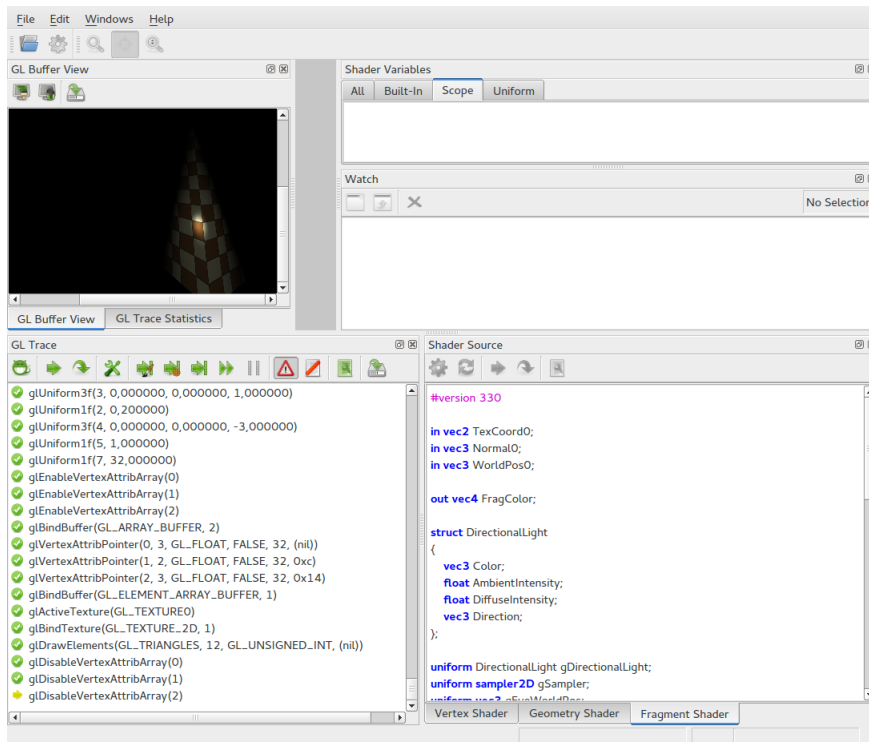 File Edit Windows Help
GL Buffer View
Shader Variables
All Built-In Scope Uniform
Watch
No Selection
GL Buffer View GL Trace Statistics
GL Trace
glUniform3f(3, 0,000000, 0,000000, 1,000000)
glUniform1f(2, 0,200000)
glUniform3f(4, 0,000000, 0,000000, -3,000000)
glUniform1f(5, 1,000000)
glUniform1f(7, 32,000000)
glEnableVertexAttribArray(0)
glEnableVertexAttribArray(1)
glEnableVertexAttribArray(2)
glBindBuffer(GL_ARRAY_BUFFER, 2)
glVertexAttribPointer(0, 3, GL_FLOAT, FALSE, 32, (nil))
glVertexAttribPointer(1, 2, GL_FLOAT, FALSE, 32, 0xc)
glVertexAttribPointer(2, 3, GL_FLOAT, FALSE, 32, 0x14)
glBindBuffer(GL_ELEMENT_ARRAY_BUFFER, 1)
glActiveTexture(GL_TEXTURE0)
glBindTexture(GL_TEXTURE_2D, 1)
glDrawElements(GL_TRIANGLES, 12, GL_UNSIGNED_INT, (nil))
glDisableVertexAttribArray(0)
glDisableVertexAttribArray(1)
glDisableVertexAttribArray(2)
Shader Source
#version 330
in vec2 TexCoord0;
in vec3 Normal0;
in vec3 WorldPos0;
out vec4 FragColor;
struct DirectionalLight
{
vec3 Color;
float AmbientIntensity;
float DiffuseIntensity;
vec3 Direction;
};
uniform DirectionalLight gDirectionalLight;
uniform sampler2D gSampler;
uniform vec3 gEyeWorldPos;
Vertex Shader Geometry Shader Fragment Shader